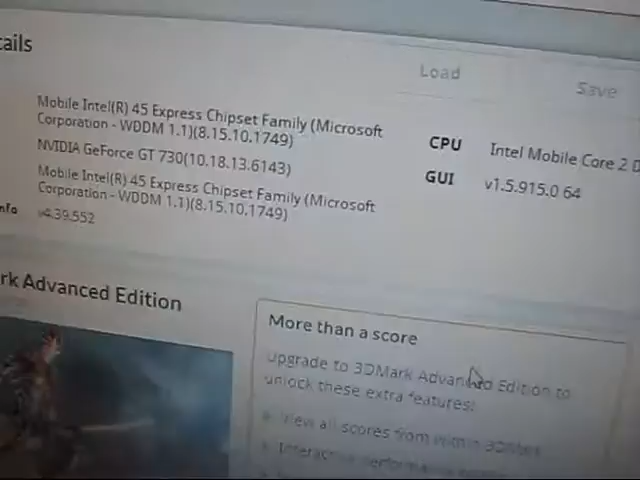 tails
Load
Save
Mobile Intel(R) 45 Express Chipset Family (Microsoft
Corporation - WDDM 1.1)(8.15.10.1749)
CPU
Intel Mobile Core 2 D
NVIDIA GeForce GT 730(10.18.13.6143)
GUI
v1.5.915.0 64
Mobile Intel(R) 45 Express Chipset Family (Microsoft
Corporation - WDDM 1.1)(8.15.10.1749)
nfo
v4.39.552
rk Advanced Edition
More than a score
Upgrade to 3DMark Advanced Edition to
unlock these extra features:
View all scores from within 3DMark
Interactive performance